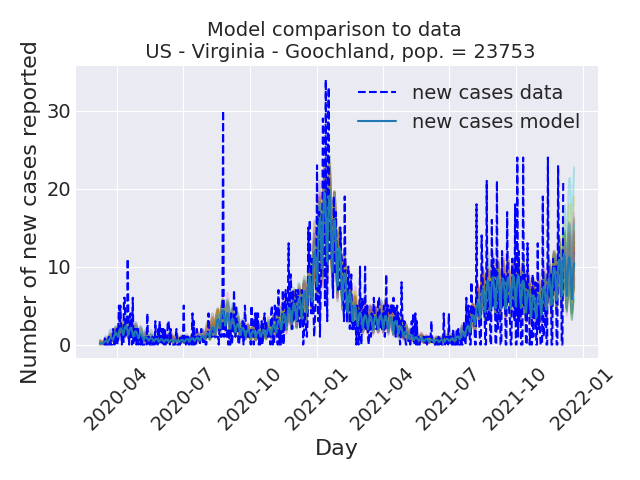 Model comparison to data
US - Virginia - Goochland, pop. = 23753
Number of new cases reported
30
20
10
0
new cases data
new cases model
2020-04
2020-07
2020-10
2021-01
2021-04
2021-07
2021-10
2022-01
Day